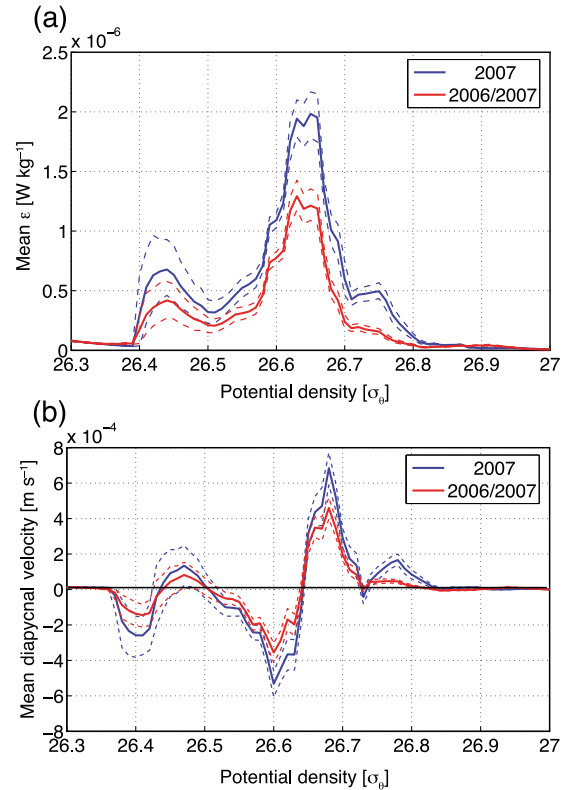 (a)
x 10⁻⁶
2.5
2
1.5
1
0.5
0
Mean ε [W kg⁻¹]
2007
2006/2007
26.3 26.4 26.5 26.6 26.7 26.8 26.9 27
Potential density [σθ]
(b)
x 10⁻⁴
8
6
4
2
0
−2
−4
−6
−8
Mean diapycnal velocity [m s⁻¹]
2007
2006/2007
26.3 26.4 26.5 26.6 26.7 26.8 26.9 27
Potential density [σθ]